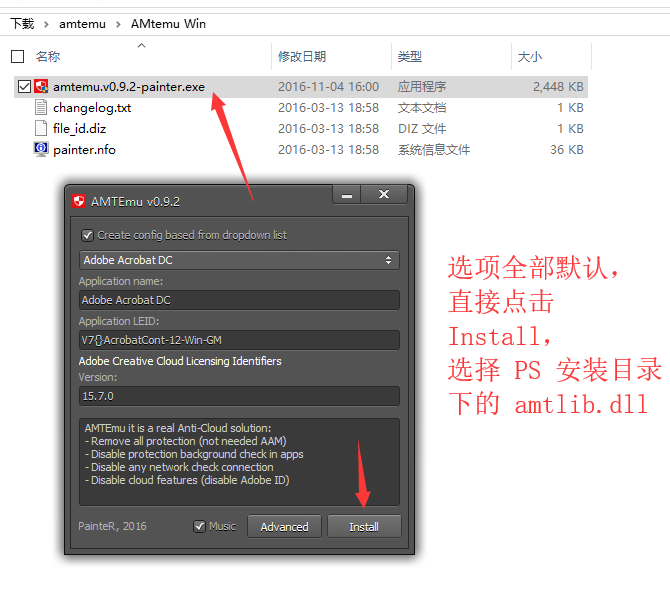 下载 › amtemu › AMtemu Win
名称 修改日期 类型 大小
amtemu.v0.9.2-painter.exe 2016-11-04 16:00 应用程序 2,448 KB
changelog.txt 2016-03-13 18:58 文本文档 1 KB
file_id.diz 2016-03-13 18:58 DIZ 文件 1 KB
painter.nfo 2016-03-13 18:58 系统信息文件 36 KB
AMTEmu v0.9.2
Create config based from dropdown list
Adobe Acrobat DC
Application name:
Adobe Acrobat DC
Application LEID:
V7{}AcrobatCont-12-Win-GM
Adobe Creative Cloud Licensing Identifiers
Version:
15.7.0
AMTEmu it is a real Anti-Cloud solution:
- Remove all protection (not needed AAM)
- Disable protection background check in apps
- Disable any network check connection
- Disable cloud features (disable Adobe ID)
PainteR, 2016 Music Advanced Install
选项全部默认，
直接点击
Install，
选择 PS 安装目录
下的 amtlib.dll